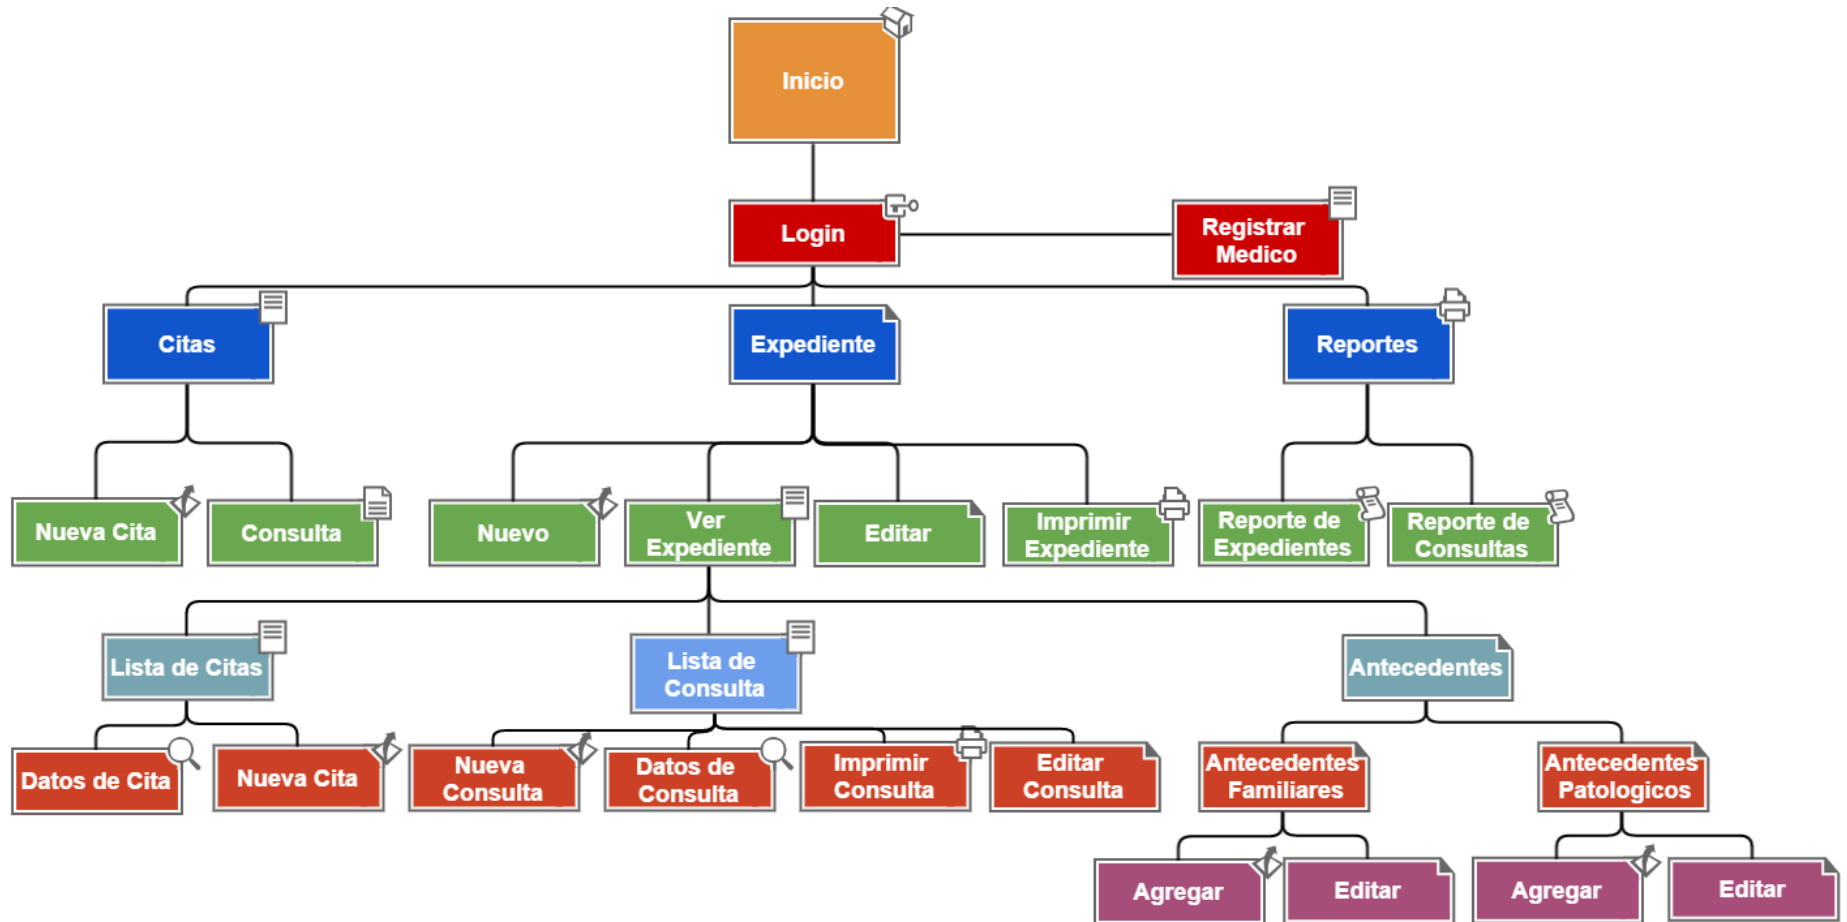 Inicio
Login
Registrar
Medico
Citas
Expediente
Reportes
Nueva Cita
Consulta
Nuevo
Ver
Expediente
Editar
Imprimir
Expediente
Reporte de
Expedientes
Reporte de
Consultas
Lista de Citas
Lista de
Consulta
Antecedentes
Datos de Cita
Nueva Cita
Nueva
Consulta
Datos de
Consulta
Imprimir
Consulta
Editar
Consulta
Antecedentes
Familiares
Antecedentes
Patologicos
Agregar
Editar
Agregar
Editar